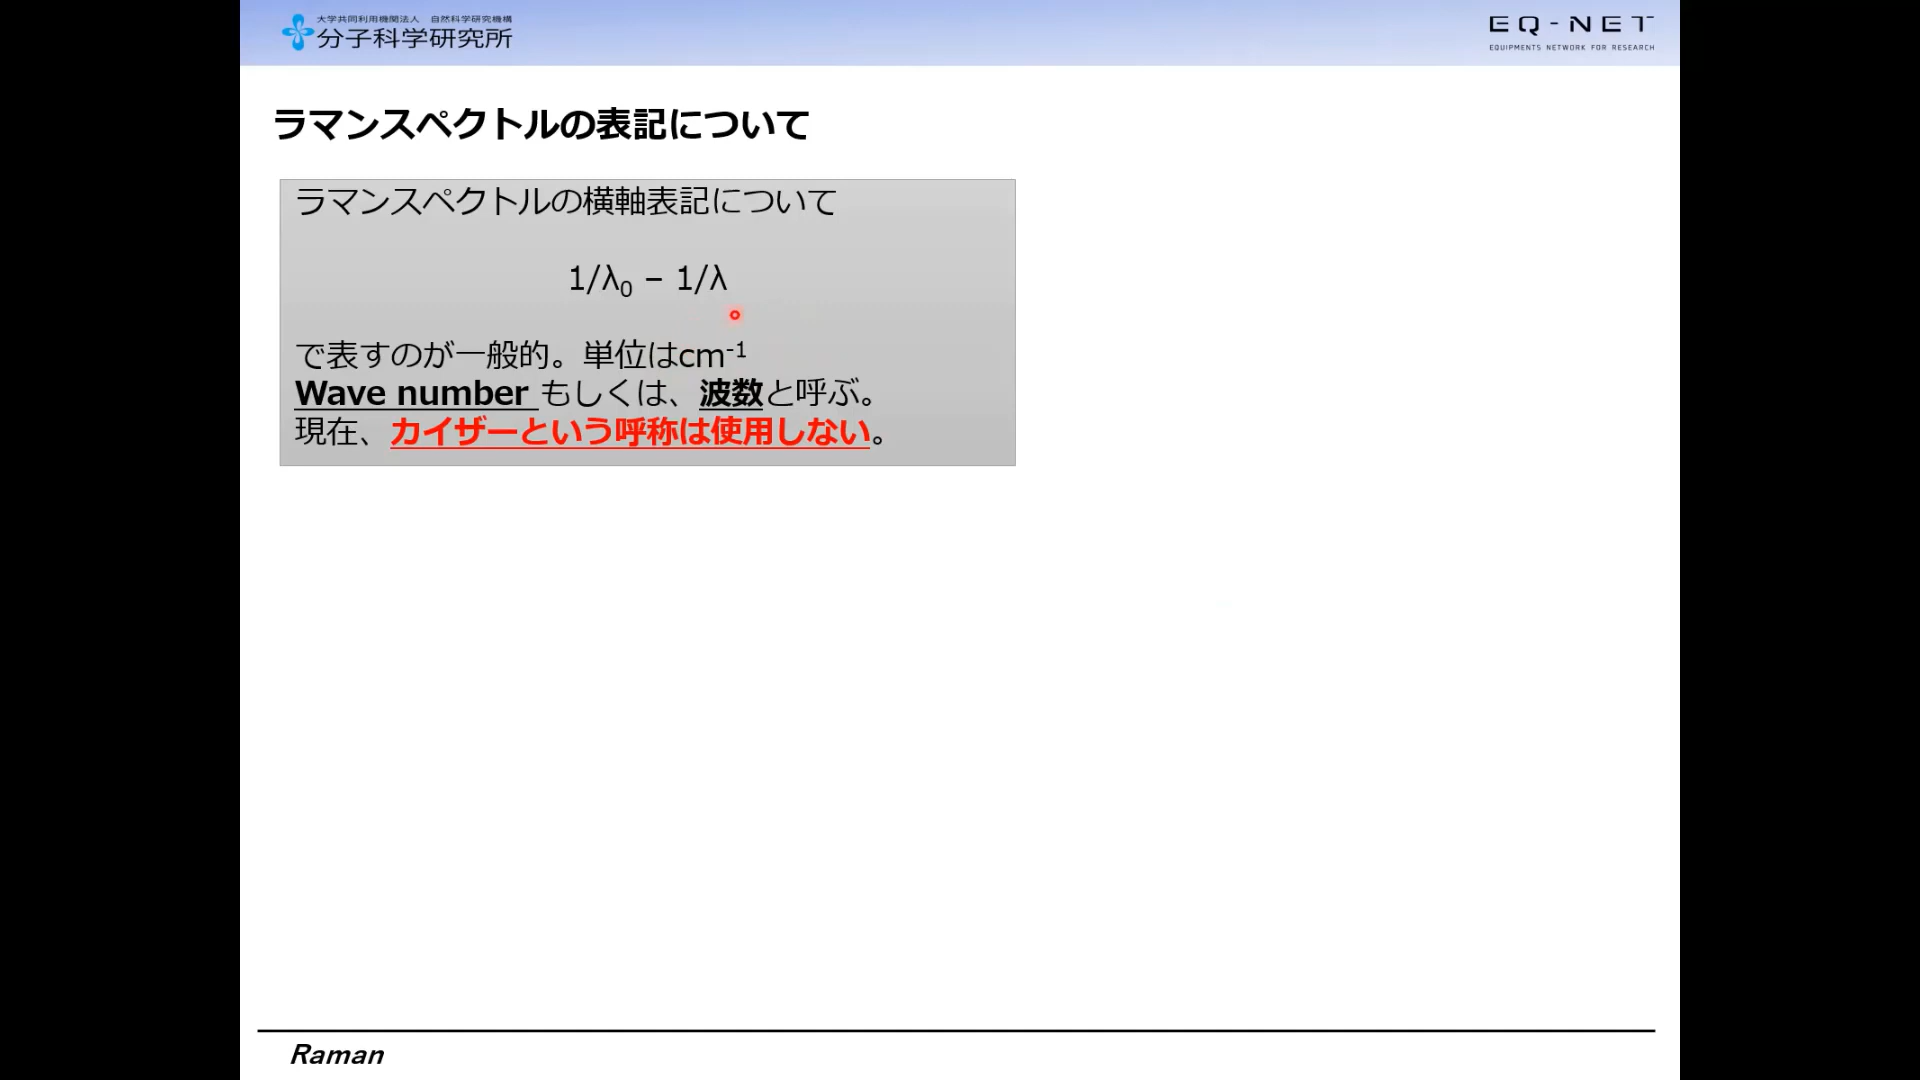 大学共同利用機関法人 自然科学研究機構
分子科学研究所
EQ-NET
EQUIPMENTS NETWORK FOR RESEARCH
ラマンスペクトルの表記について
ラマンスペクトルの横軸表記について
1/λ₀ – 1/λ
で表すのが一般的。単位はcm⁻¹
Wave number もしくは、波数と呼ぶ。
現在、カイザーという呼称は使用しない。
Raman